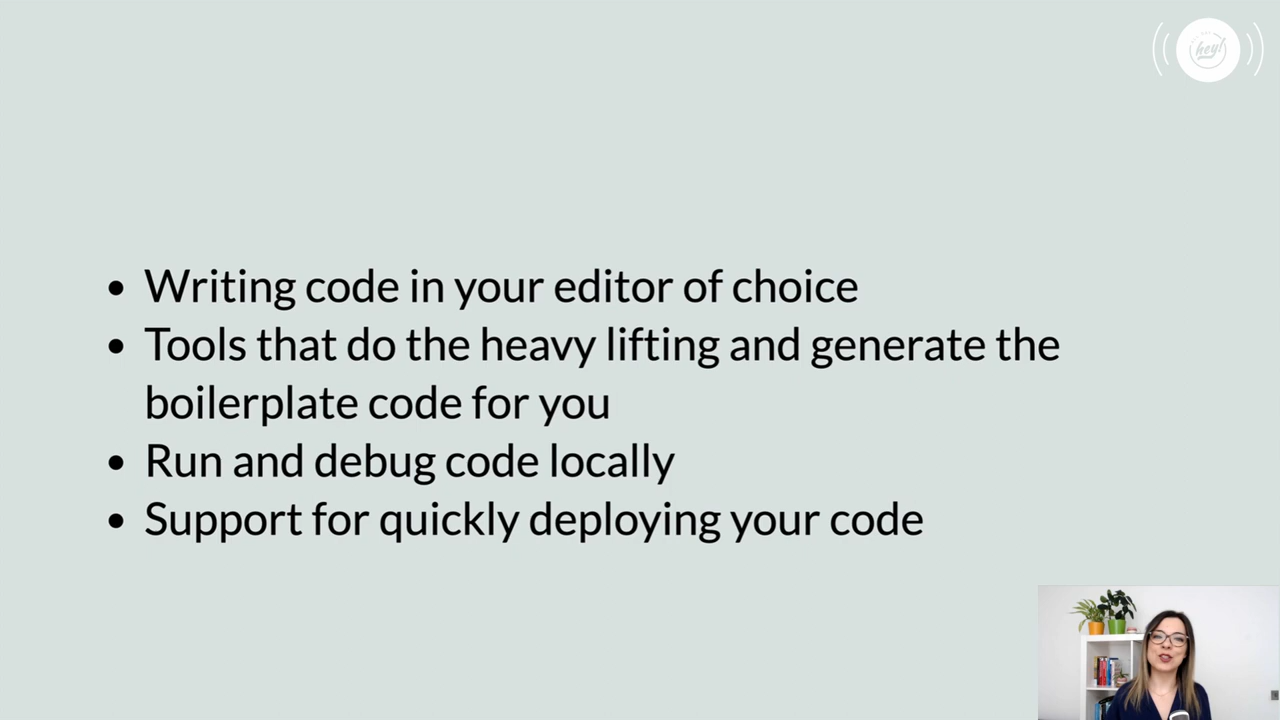 hey!
• Writing code in your editor of choice
• Tools that do the heavy lifting and generate the
boilerplate code for you
• Run and debug code locally
• Support for quickly deploying your code